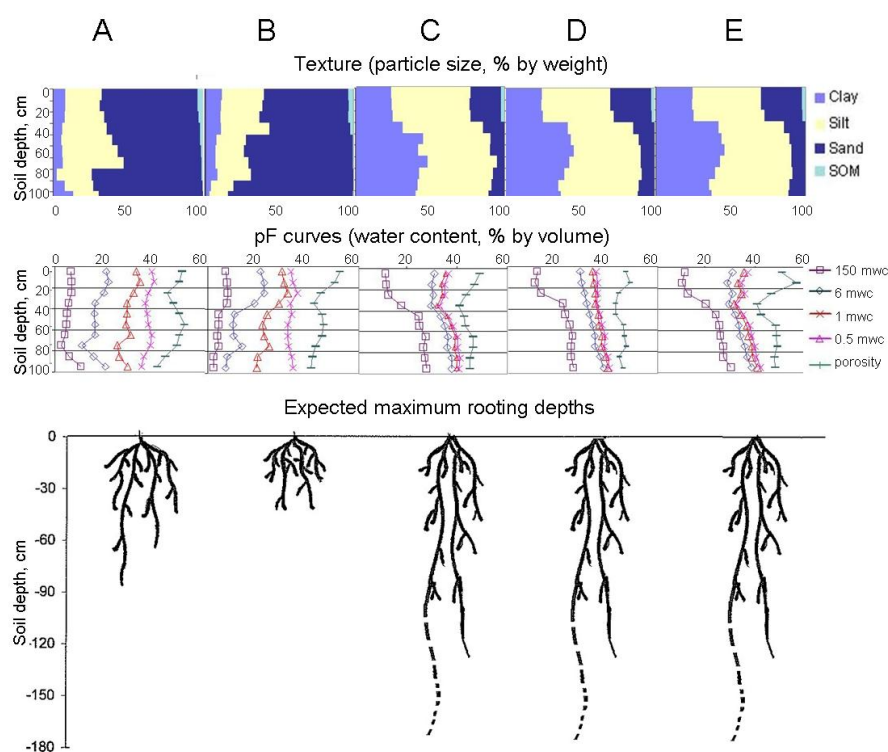 A B C D E
Texture (particle size, % by weight)
Soil depth, cm
0
20
40
60
80
100
0 50 100 50 100 50 100 50 100 50 100
Clay
Silt
Sand
SOM
pF curves (water content, % by volume)
0 20 40 60 0 20 40 60 0 20 40 60 0 20 40 60 0 20 40 60
Soil depth, cm
0
20
40
60
80
100
150 mwc
6 mwc
1 mwc
0.5 mwc
porosity
Expected maximum rooting depths
Soil depth, cm
0
-30
-60
-90
-120
-150
-180